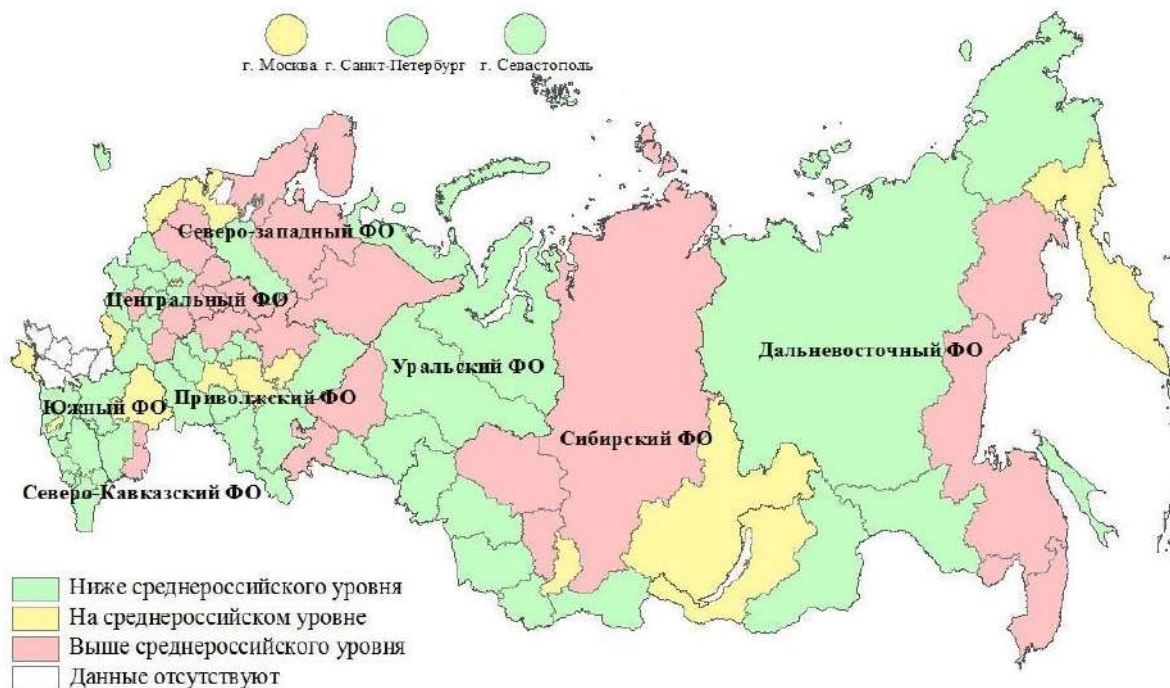 г. Москва г. Санкт-Петербург г. Севастополь
Северо-западный ФО
Центральный ФО
Уральский ФО
Дальневосточный ФО
Приволжский ФО
Южный ФО
Сибирский ФО
Северо-Кавказский ФО
Ниже среднероссийского уровня
На среднероссийском уровне
Выше среднероссийского уровня
Данные отсутствуют